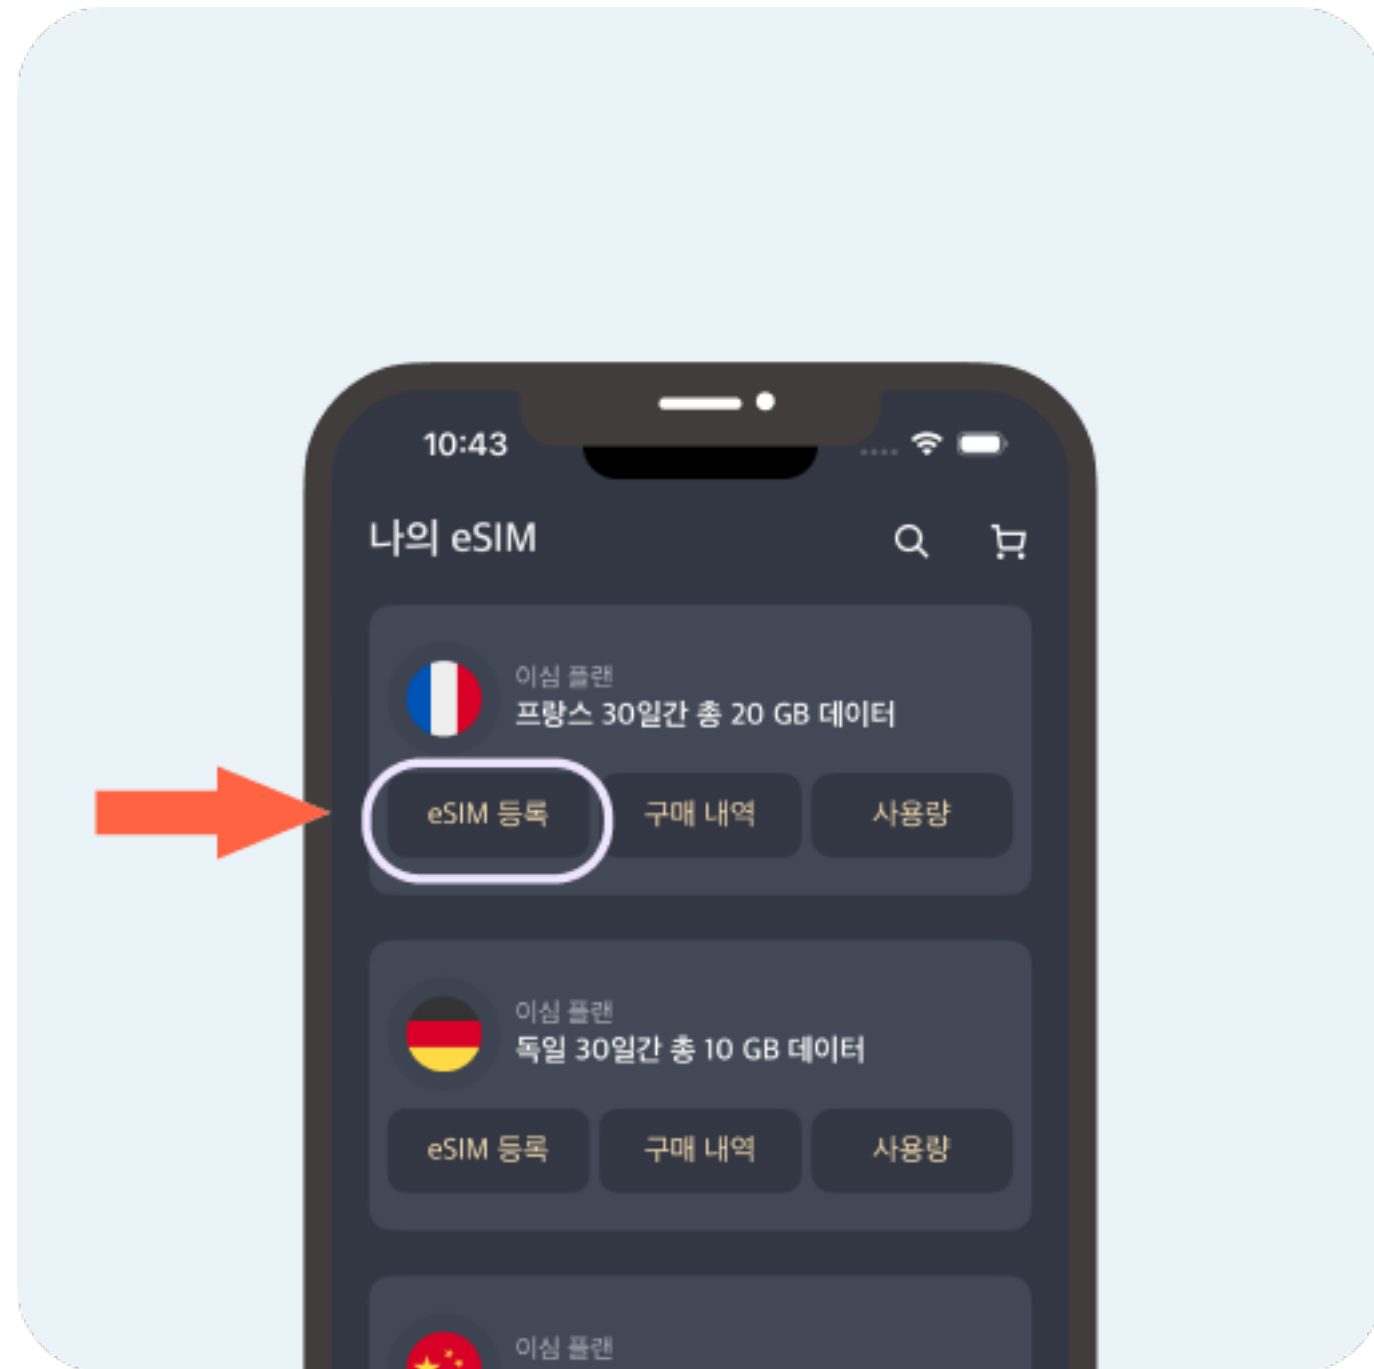 10:43
나의 eSIM
이심 플랜
프랑스 30일간 총 20 GB 데이터
eSIM 등록 구매 내역 사용량
이심 플랜
독일 30일간 총 10 GB 데이터
eSIM 등록 구매 내역 사용량
이심 플랜